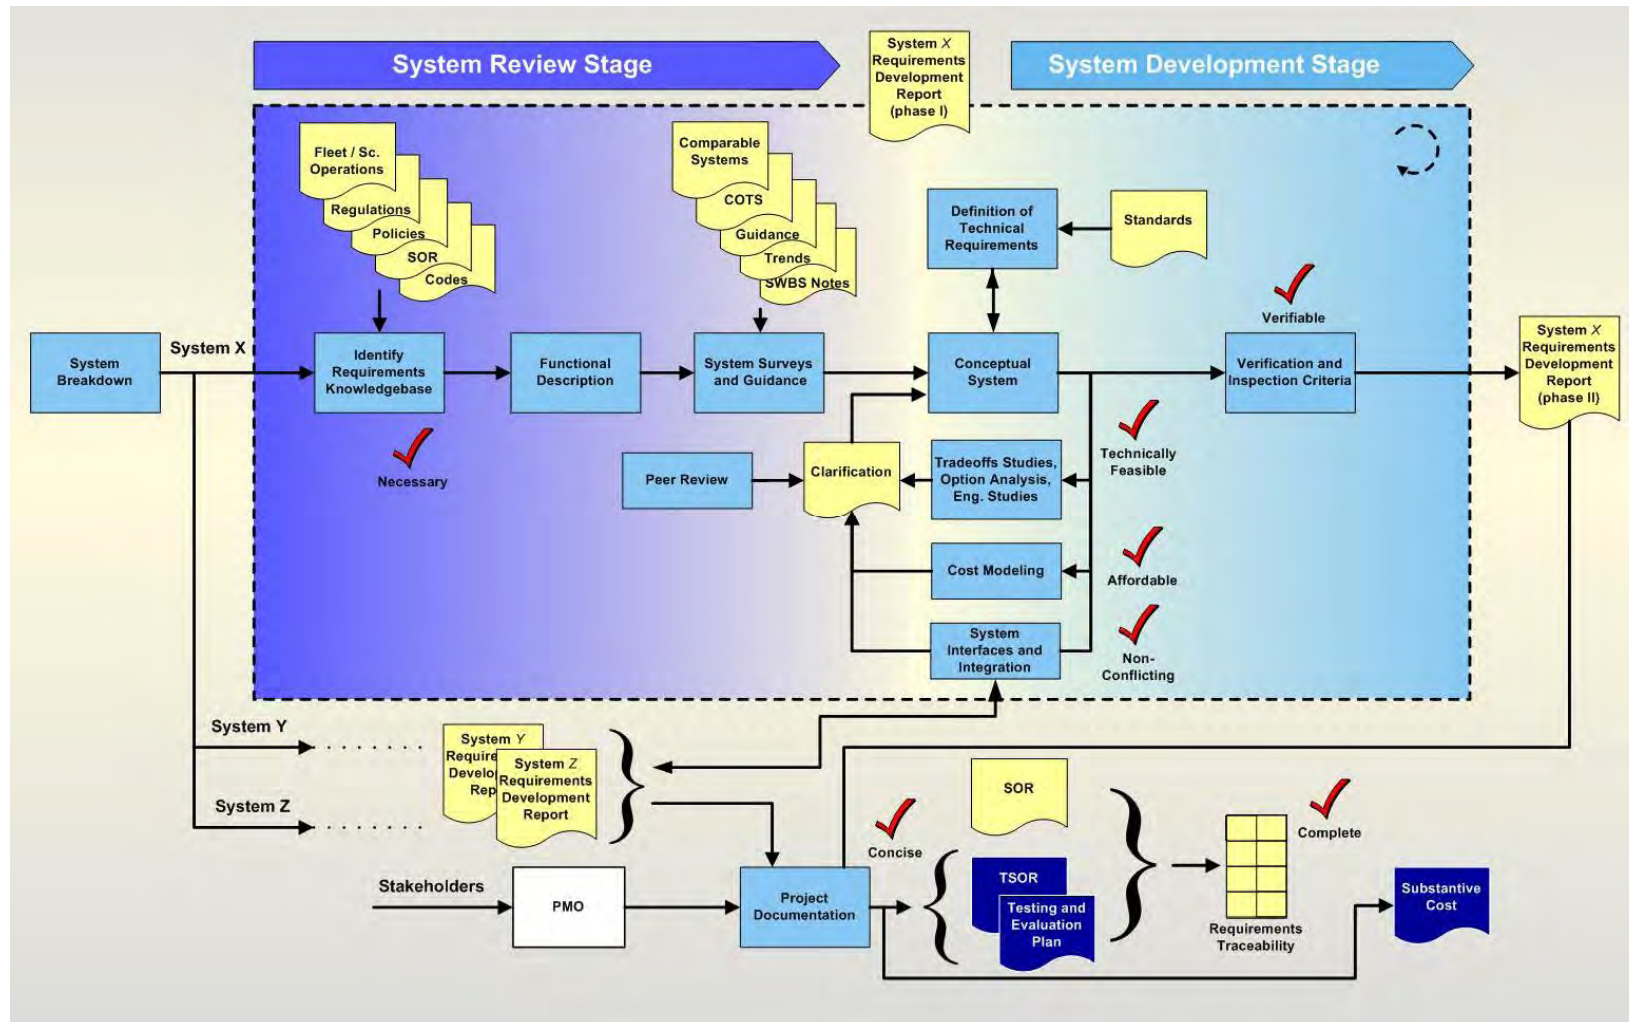 System Review Stage
System X
Requirements
Development
Report
(phase I)
System Development Stage
Fleet / Sc.
Operations
Regulations
Policies
SOR
Codes
Comparable
Systems
COTS
Guidance
Trends
SWBS Notes
Definition of
Technical
Requirements
Standards
Verifiable
System
Breakdown
System X
Identify
Requirements
Knowledgebase
Functional
Description
System Surveys
and Guidance
Conceptual
System
Verification and
Inspection Criteria
System X
Requirements
Development
Report
(phase II)
Necessary
Peer Review
Clarification
Tradeoffs Studies,
Option Analysis,
Eng. Studies
Technically
Feasible
Cost Modeling
Affordable
System
Interfaces and
Integration
Non-
Conflicting
System Y
System Z
System Y
Require
Develo
Rep
System Z
Requirements
Development
Report
Stakeholders
PMO
Project
Documentation
Concise
SOR
TSOR
Testing and
Evaluation
Plan
Complete
Requirements
Traceability
Substantive
Cost